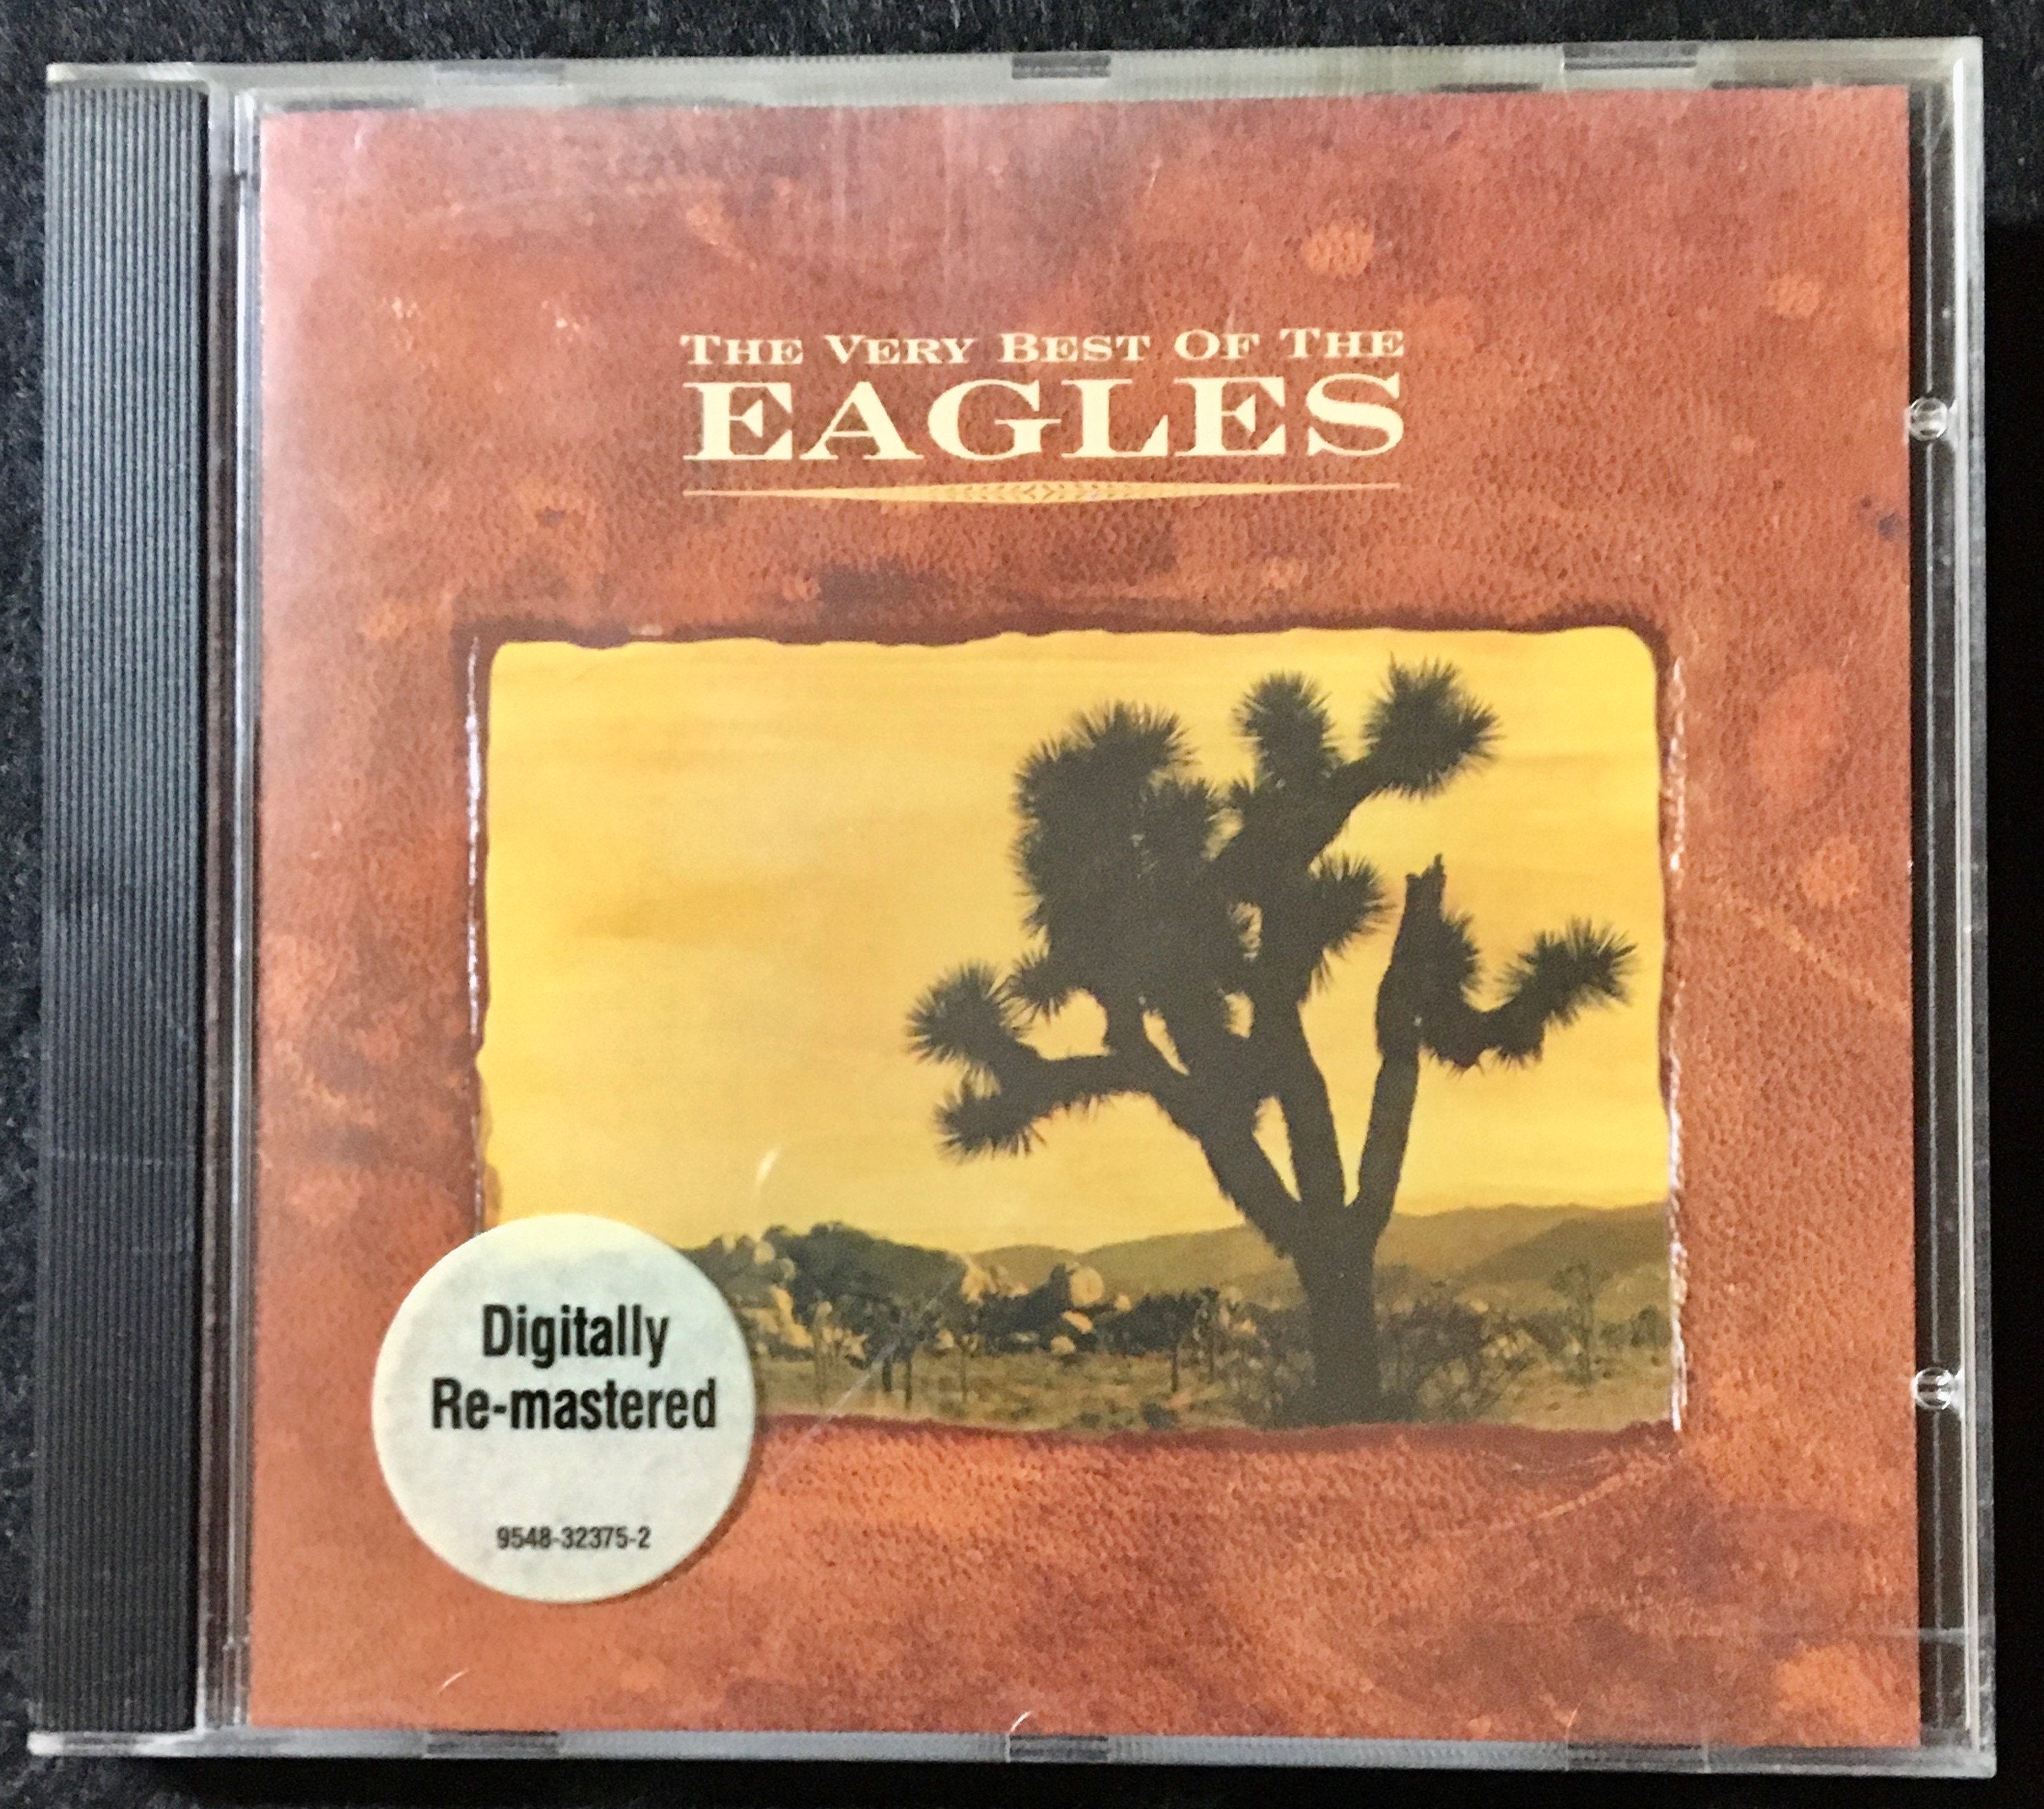 THE VERY BEST OF THE
EAGLES
Digitally
Re-mastered
9548-32375-2